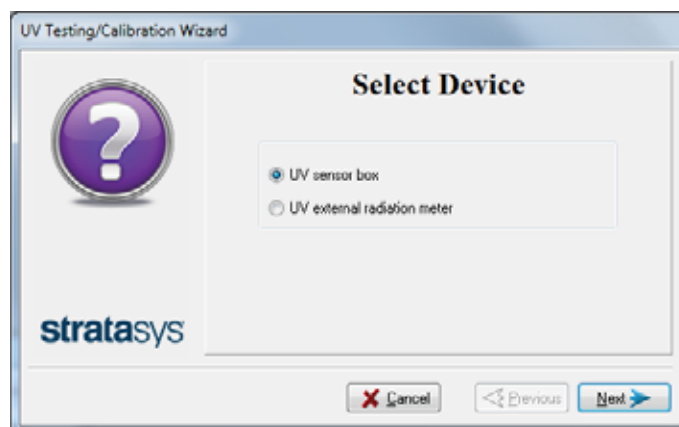 UV Testing/Calibration Wizard
Select Device
UV sensor box
UV external radiation meter
stratasys
Cancel
Previous
Next